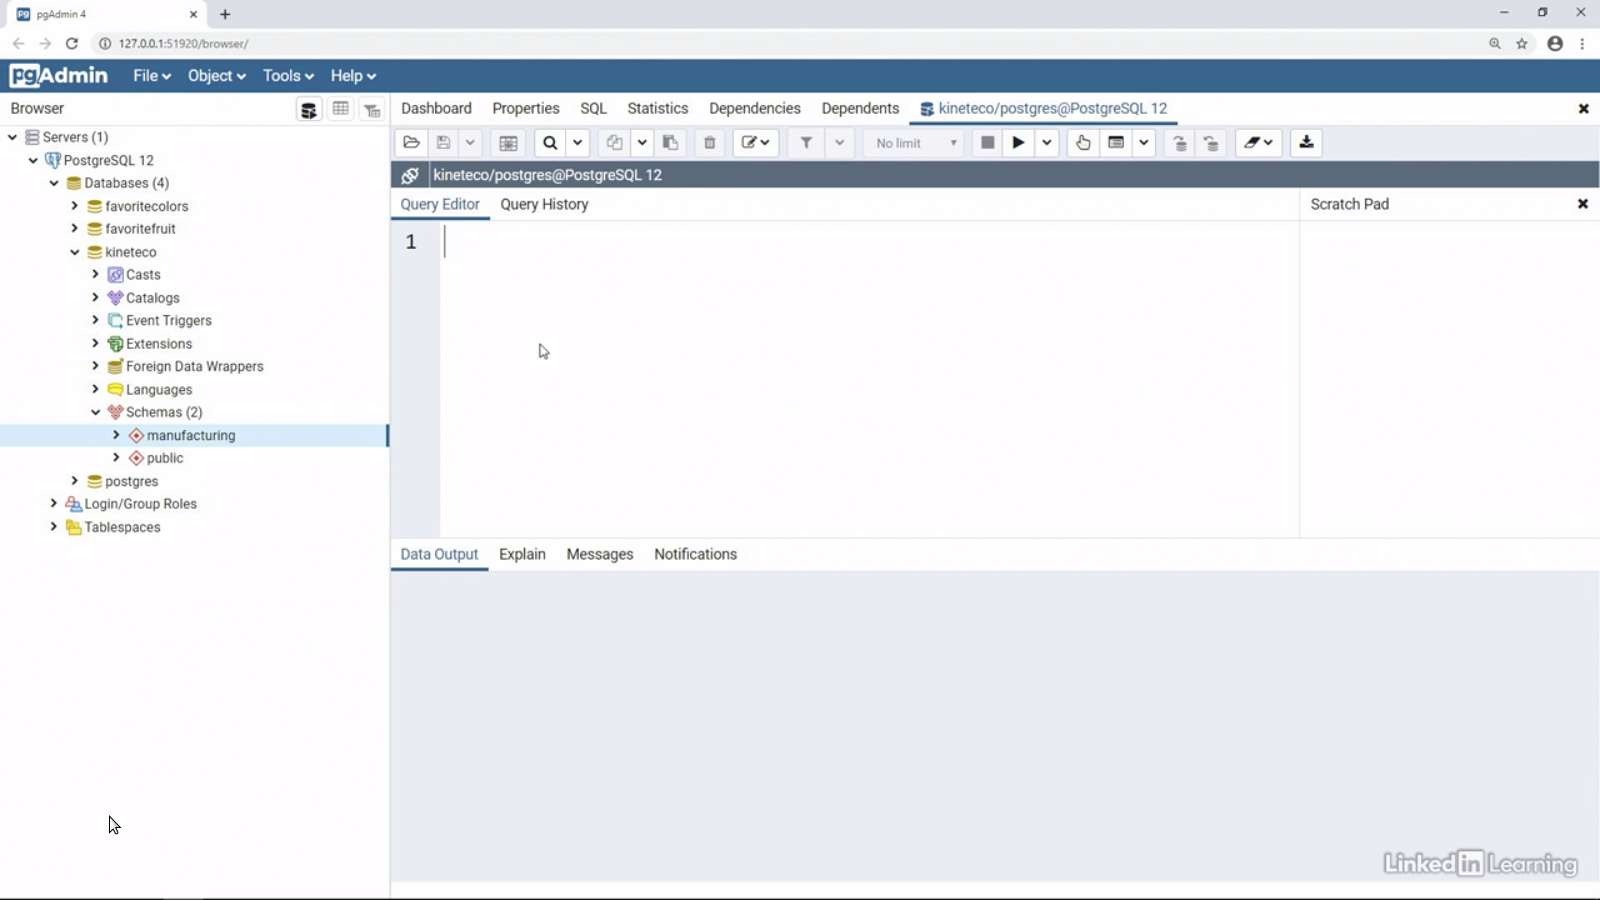 pgAdmin 4
127.0.0.1:51920/browser/
pgAdmin File Object Tools Help
Browser
Dashboard Properties SQL Statistics Dependencies Dependents kineteco/postgres@PostgreSQL 12
Servers (1)
PostgreSQL 12
Databases (4)
favoritecolors
favoritefruit
kineteco
Casts
Catalogs
Event Triggers
Extensions
Foreign Data Wrappers
Languages
Schemas (2)
manufacturing
public
postgres
Login/Group Roles
Tablespaces
No limit
kineteco/postgres@PostgreSQL 12
Query Editor Query History
Scratch Pad
1
Data Output Explain Messages Notifications
Linked in Learning